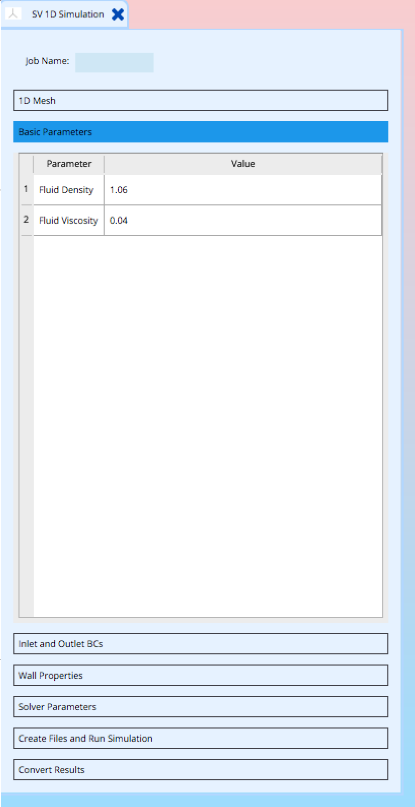 SV 1D Simulation
Job Name:
1D Mesh
Basic Parameters
Parameter Value
1 Fluid Density 1.06
2 Fluid Viscosity 0.04
Inlet and Outlet BCs
Wall Properties
Solver Parameters
Create Files and Run Simulation
Convert Results